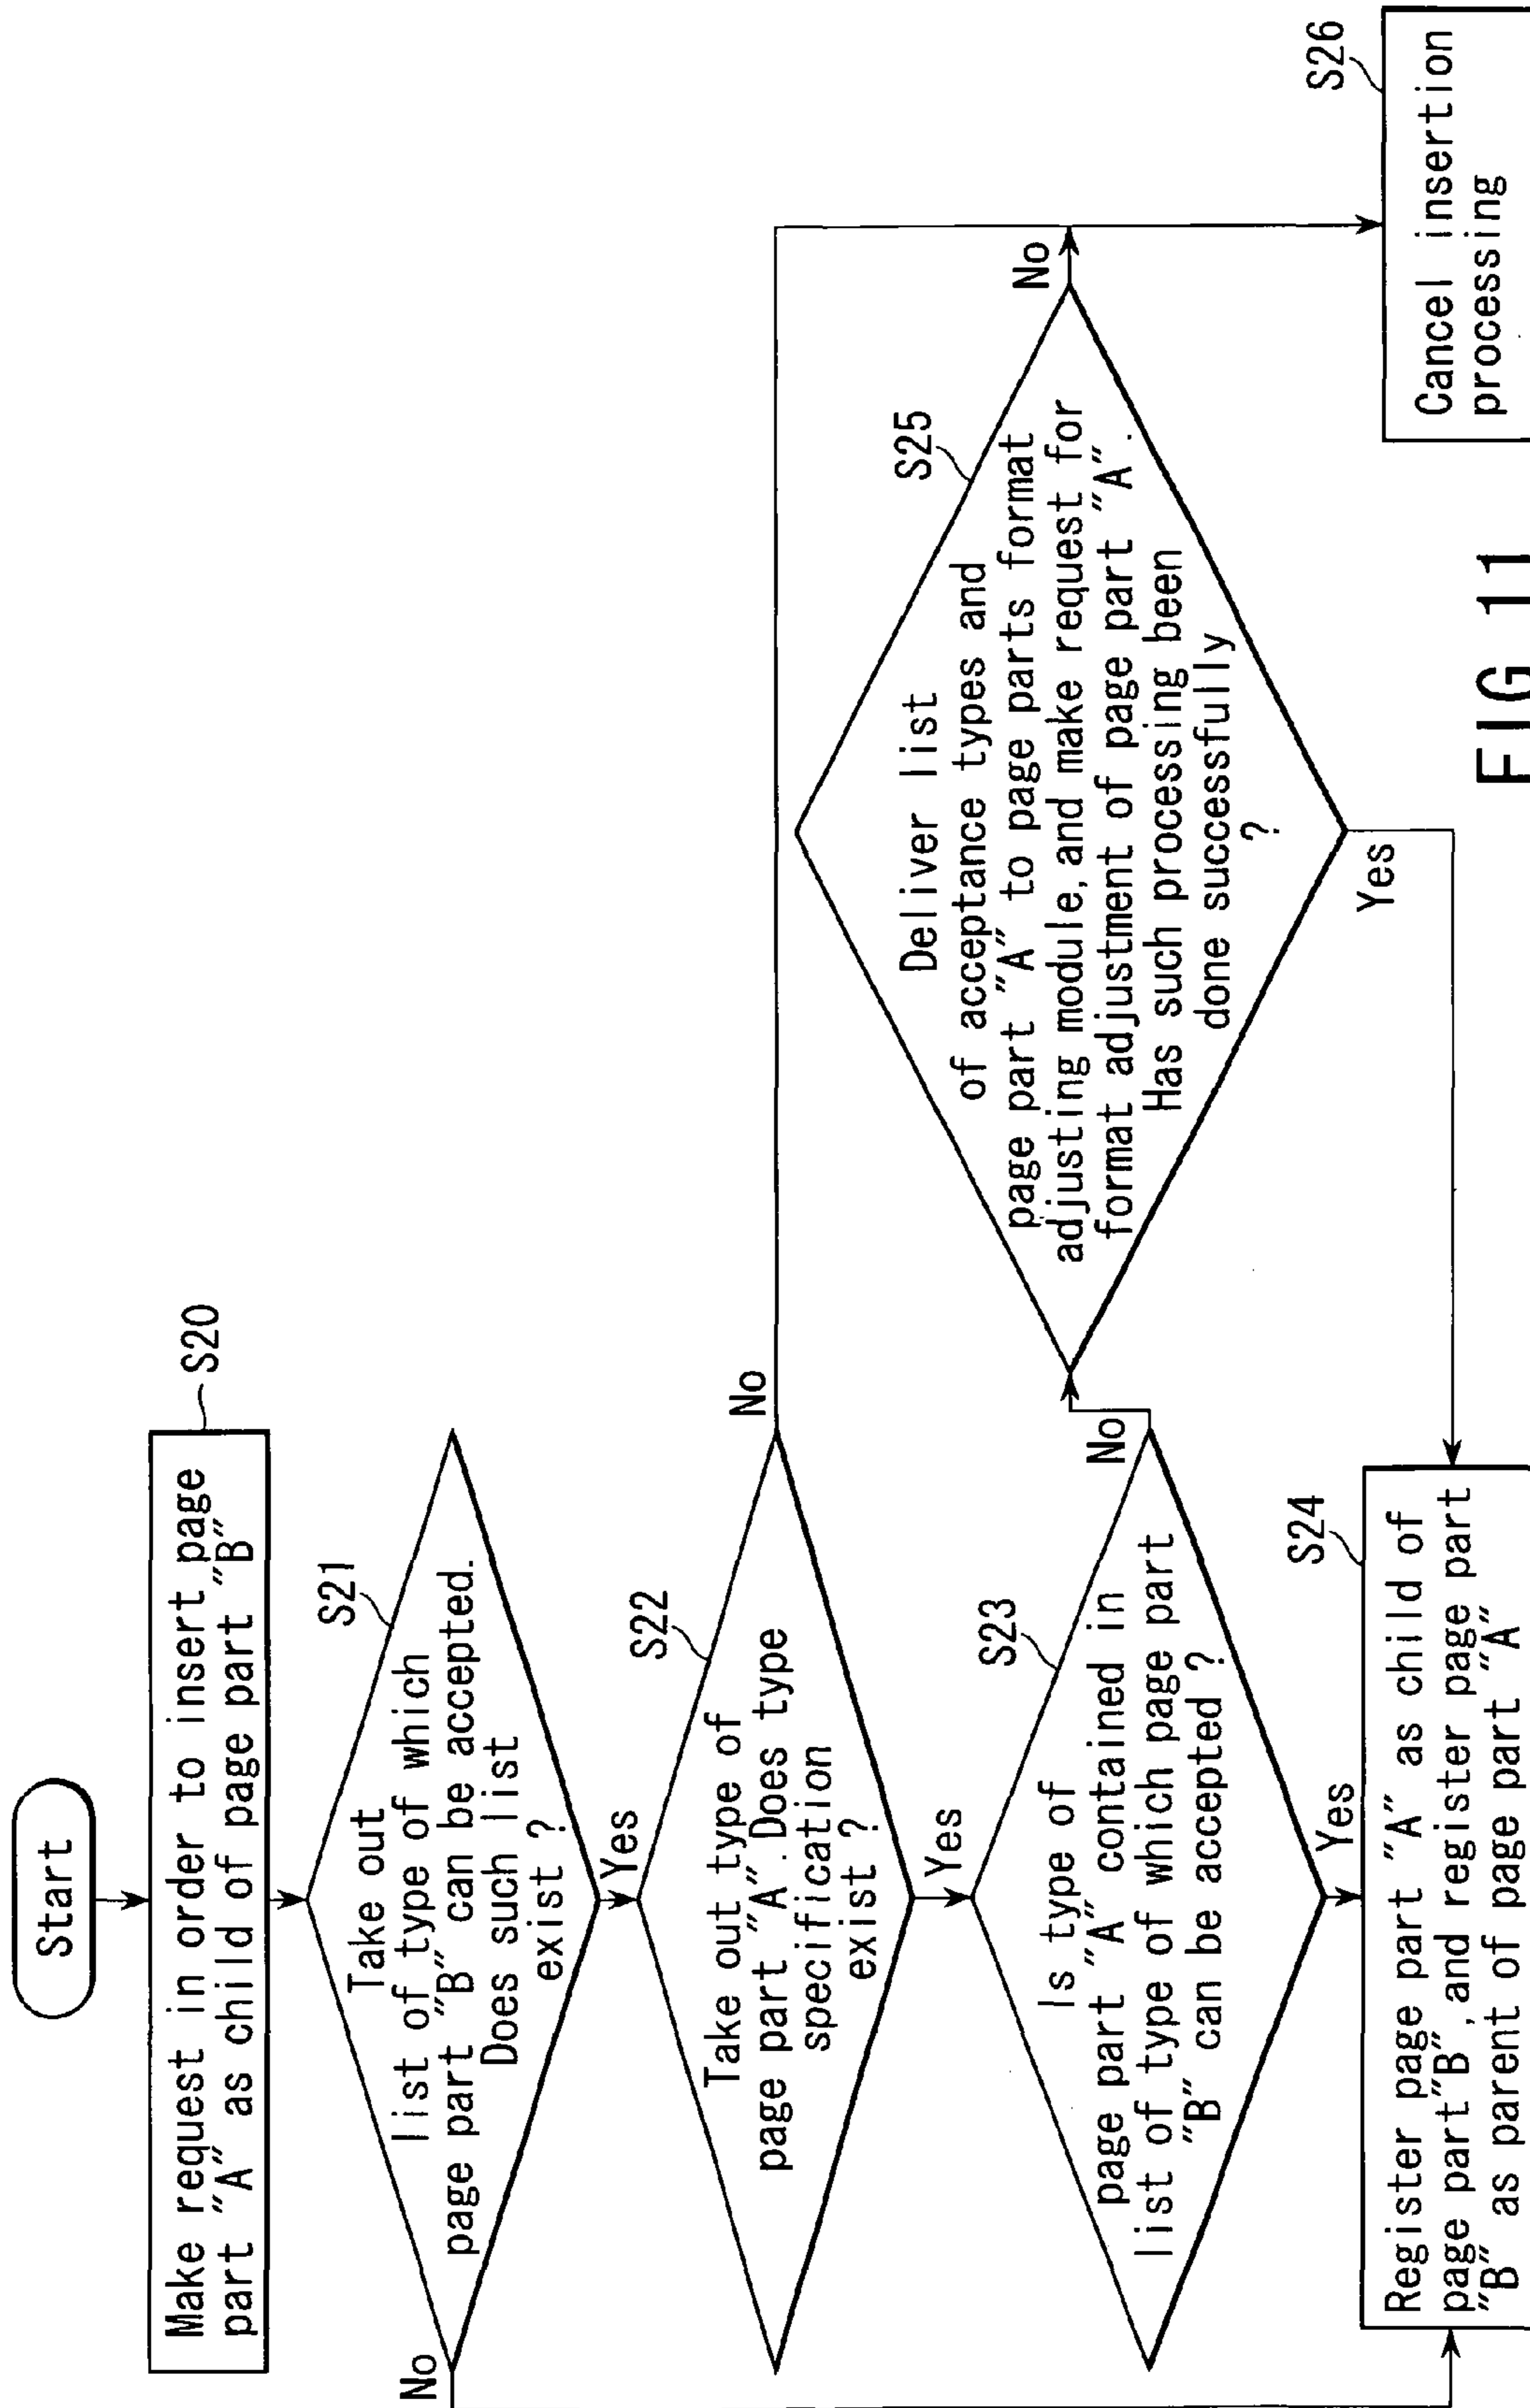 Start
Make request in order to insert page
part "A" as child of page part "B"
S20
Take out
list of type of which
page part "B" can be accepted.
Does such list
exist ?
S21
No
Yes
Take out type of
page part "A".Does type
specification
exist ?
S22
No
Yes
Is type of
page part "A" contained in
list of type of which page part
"B" can be accepted ?
S23
No
Yes
Register page part "A" as child of
page part"B",and register page part
"B" as parent of page part "A"
S24
Deliver list
of acceptance types and
page part "A" to page parts format
adjusting module,and make request for
format adjustment of page part "A".
Has such processing been
done successfully
?
S25
No
Yes
Cancel insertion
processing
S26
FIG.11